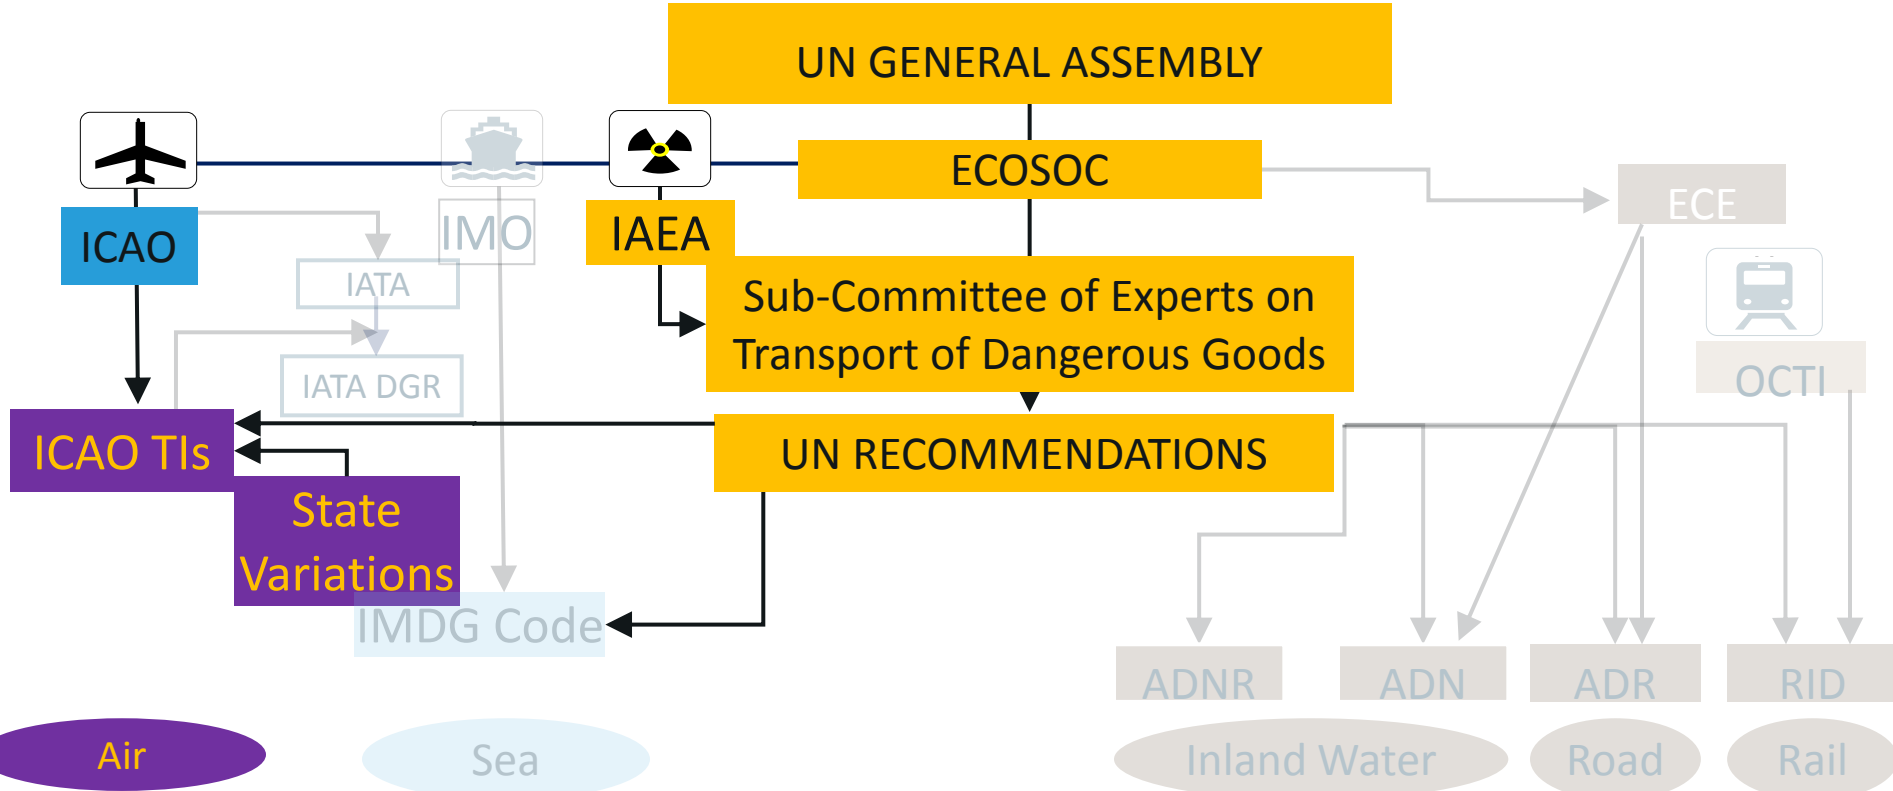 UN GENERAL ASSEMBLY
ECOSOC
ECE
ICAO
IMO
IAEA
IATA
Sub-Committee of Experts on
Transport of Dangerous Goods
IATA DGR
OCTI
ICAO TIs
UN RECOMMENDATIONS
State
Variations
IMDG Code
ADNR
ADN
ADR
RID
Air
Sea
Inland Water
Road
Rail